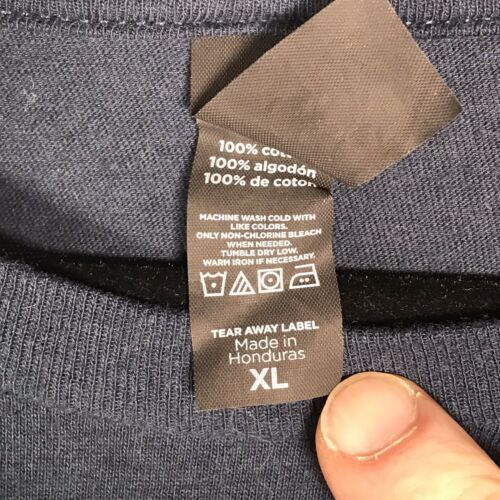 100%
100% algodón
100% de coton
MACHINE WASH COLD WITH
LIKE COLORS.
ONLY NON-CHLORINE BLEACH
WHEN NEEDED.
TUMBLE DRY LOW.
WARM IRON IF NECESSARY.
TEAR AWAY LABEL
Made in
Honduras
XL